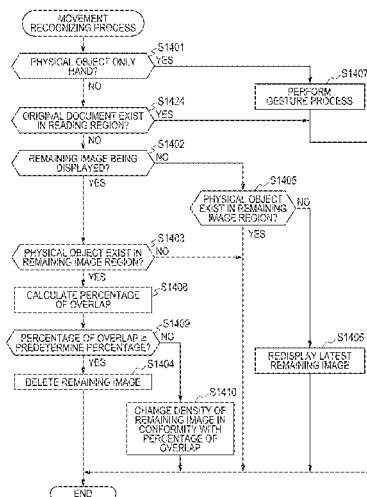 MOVEMENT
RECOGNIZING PROCESS
S1401
PHYSICAL OBJECT ONLY
HAND?
YES
NO
S1407
PERFORM
GESTURE PROCESS
S1424
ORIGINAL DOCUMENT EXIST
IN READING REGION?
YES
NO
S1402
REMAINING IMAGE BEING
DISPLAYED?
NO
YES
S1405
PHYSICAL OBJECT
EXIST IN REMAINING
IMAGE REGION?
NO
YES
S1403
PHYSICAL OBJECT EXIST IN
REMAINING IMAGE REGION?
NO
YES
S1408
CALCULATE PERCENTAGE
OF OVERLAP
S1409
PERCENTAGE OF OVERLAP ≥
PREDETERMINE PERCENTAGE?
NO
YES
S1404
DELETE REMAINING IMAGE
S1406
REDISPLAY LATEST
REMAINING IMAGE
S1410
CHANGE DENSITY OF
REMAINING IMAGE IN
CONFORMITY WITH
PERCENTAGE OF
OVERLAP
END